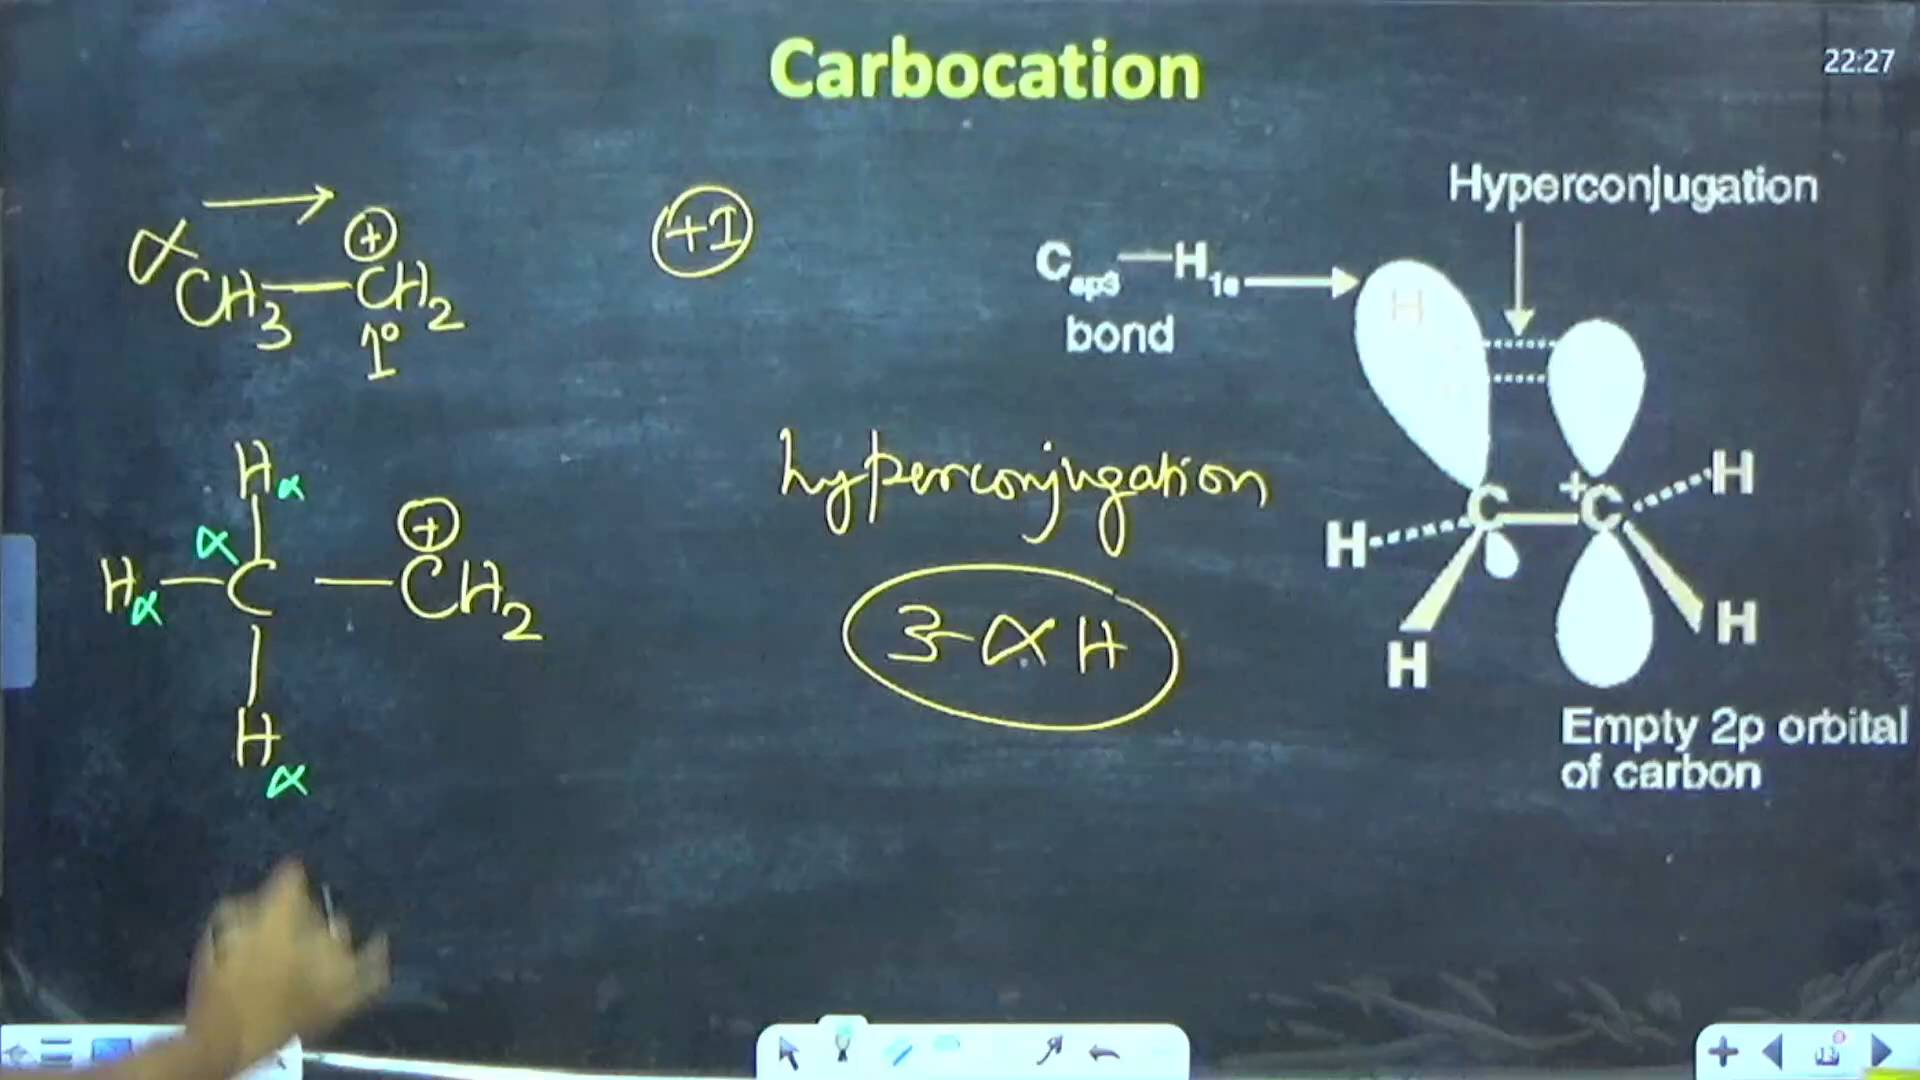 Carbocation
22:27
α
CH3—CH2
⊕
1°
+I
Hyperconjugation
Csp3—H1s
bond
H
Hα
α
⊕
Hα—C—CH2
H
α
hyperconjugation
3-α H
H
C +C
H
H
H
Empty 2p orbital
of carbon